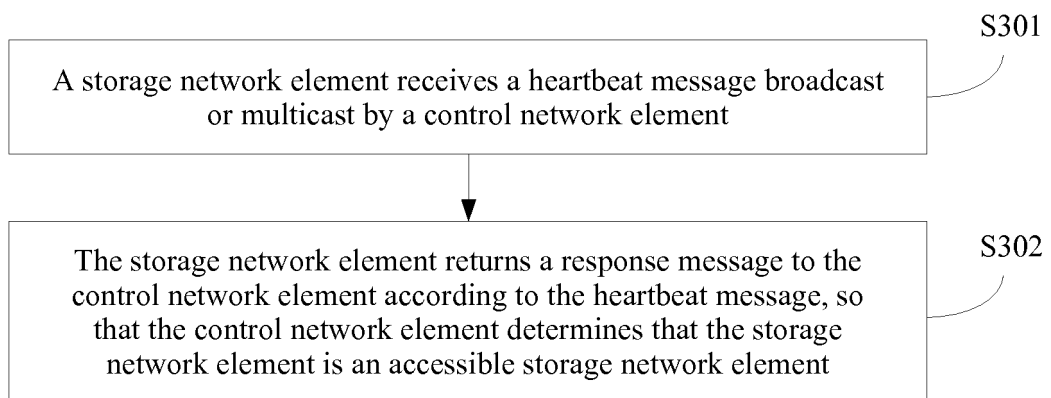 S301
A storage network element receives a heartbeat message broadcast
or multicast by a control network element
S302
The storage network element returns a response message to the
control network element according to the heartbeat message, so
that the control network element determines that the storage
network element is an accessible storage network element